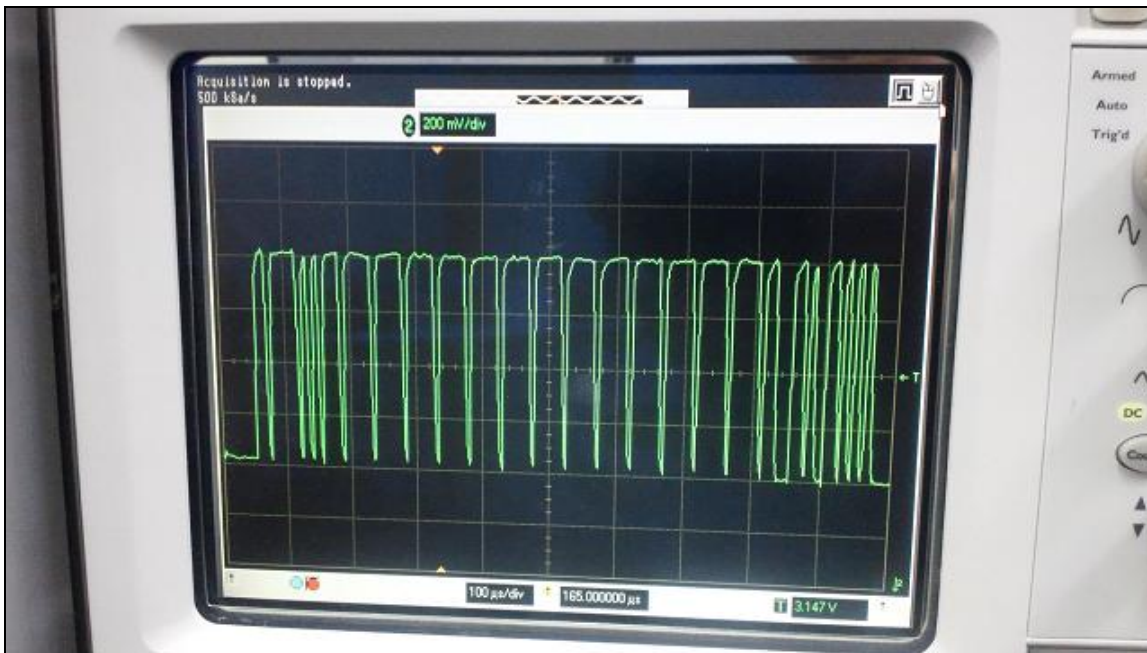 Acquisition is stopped.
500 kSa/s
2 200 mV/div
T
100 µs/div
165.000000 µs
T 3.147 V
Armed
Auto
Trig'd
DC